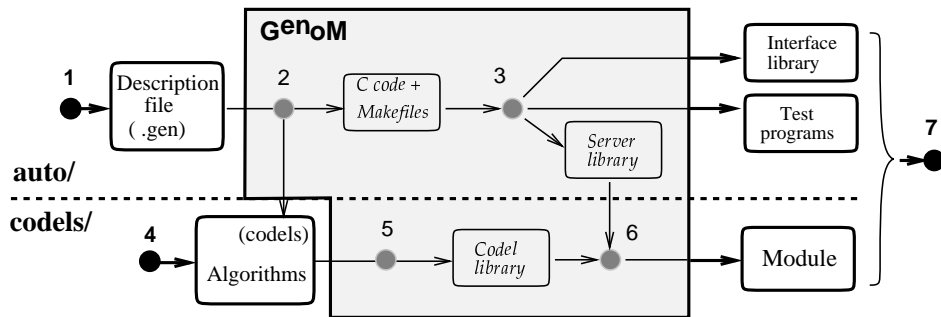 GenoM
1
Description
file
( .gen)
2
C code +
Makefiles
3
Interface
library
Test
programs
Server
library
7
auto/
codels/
4
(codels)
Algorithms
5
Codel
library
6
Module